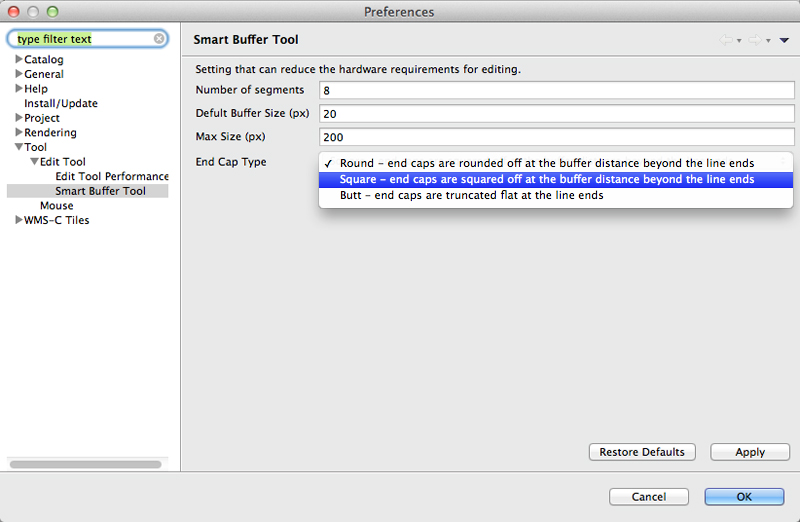 Preferences
type filter text
Catalog
General
Help
Install/Update
Project
Rendering
Tool
Edit Tool
Edit Tool Performance
Smart Buffer Tool
Mouse
WMS-C Tiles
Smart Buffer Tool
Setting that can reduce the hardware requirements for editing.
Number of segments 8
Defult Buffer Size (px) 20
Max Size (px) 200
End Cap Type
✓ Round – end caps are rounded off at the buffer distance beyond the line ends
Square – end caps are squared off at the buffer distance beyond the line ends
Butt – end caps are truncated flat at the line ends
Restore Defaults Apply
Cancel OK